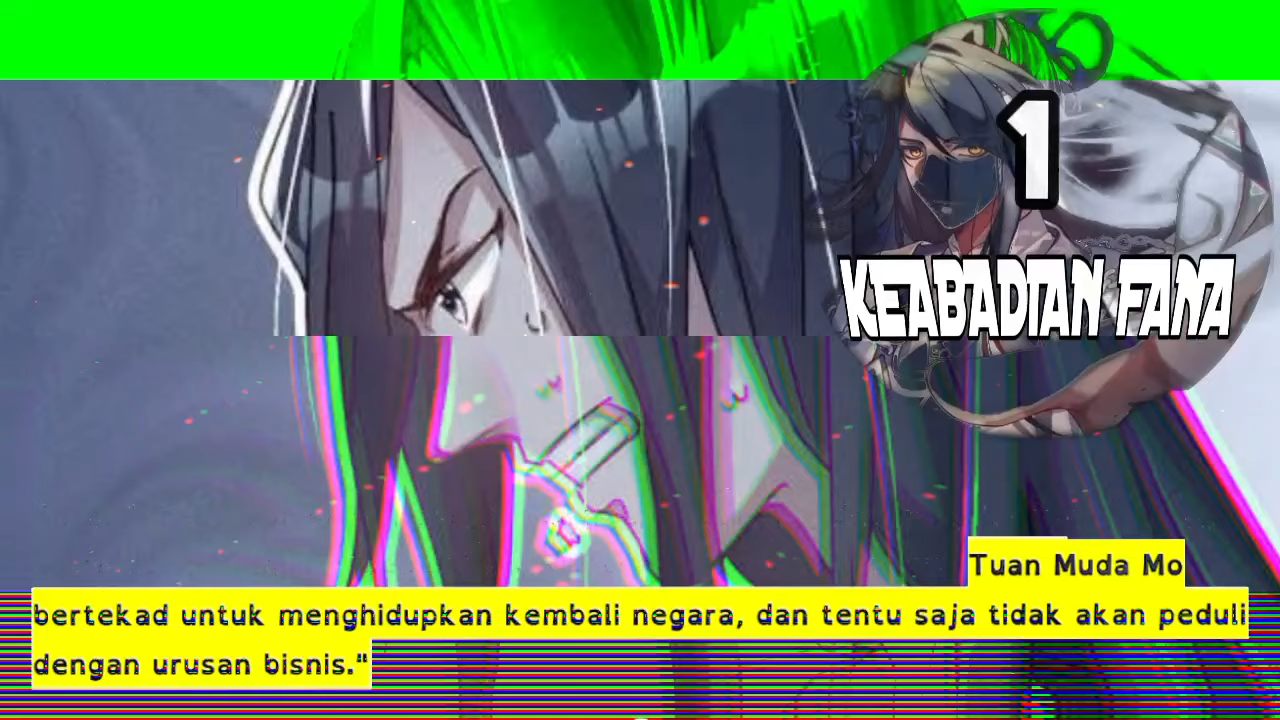 1
KEABADIAN FANA
Tuan Muda Mo
bertekad untuk menghidupkan kembali negara, dan tentu saja tidak akan peduli
dengan urusan bisnis."